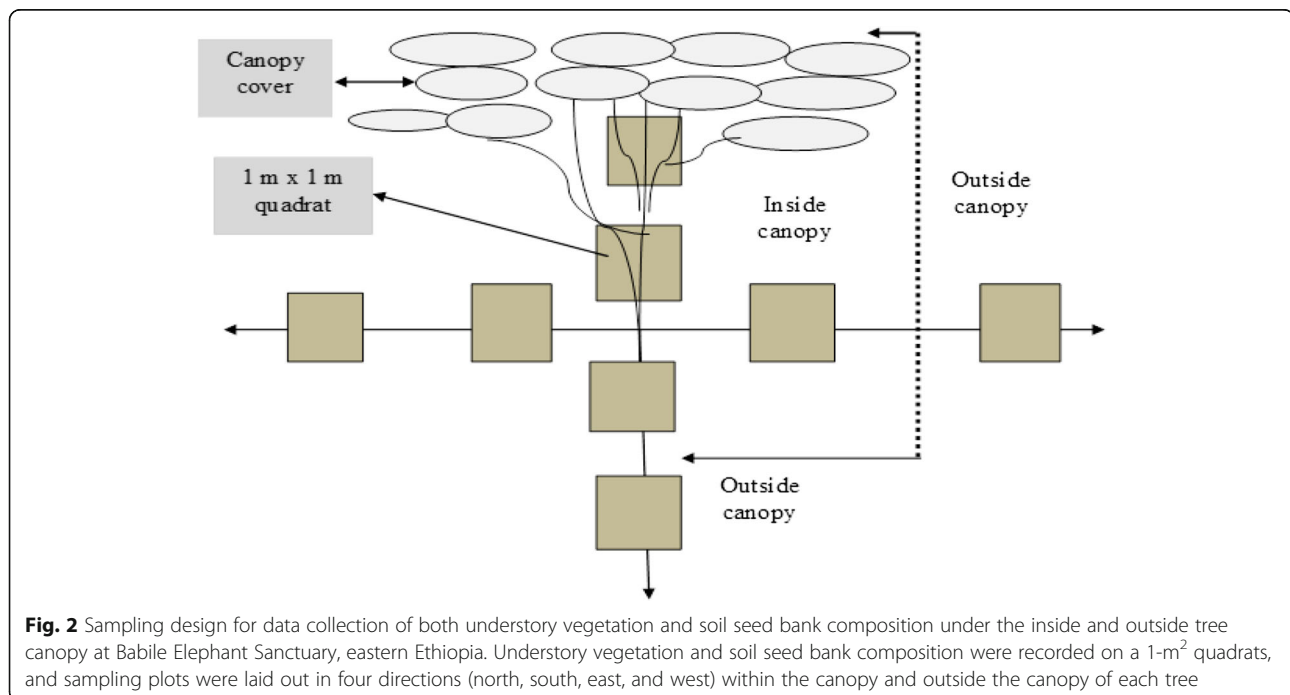 Canopy
cover
1 m x 1 m
quadrat
Inside
canopy
Outside
canopy
Outside
canopy
Fig. 2 Sampling design for data collection of both understory vegetation and soil seed bank composition under the inside and outside tree
canopy at Babile Elephant Sanctuary, eastern Ethiopia. Understory vegetation and soil seed bank composition were recorded on a 1-m² quadrats,
and sampling plots were laid out in four directions (north, south, east, and west) within the canopy and outside the canopy of each tree